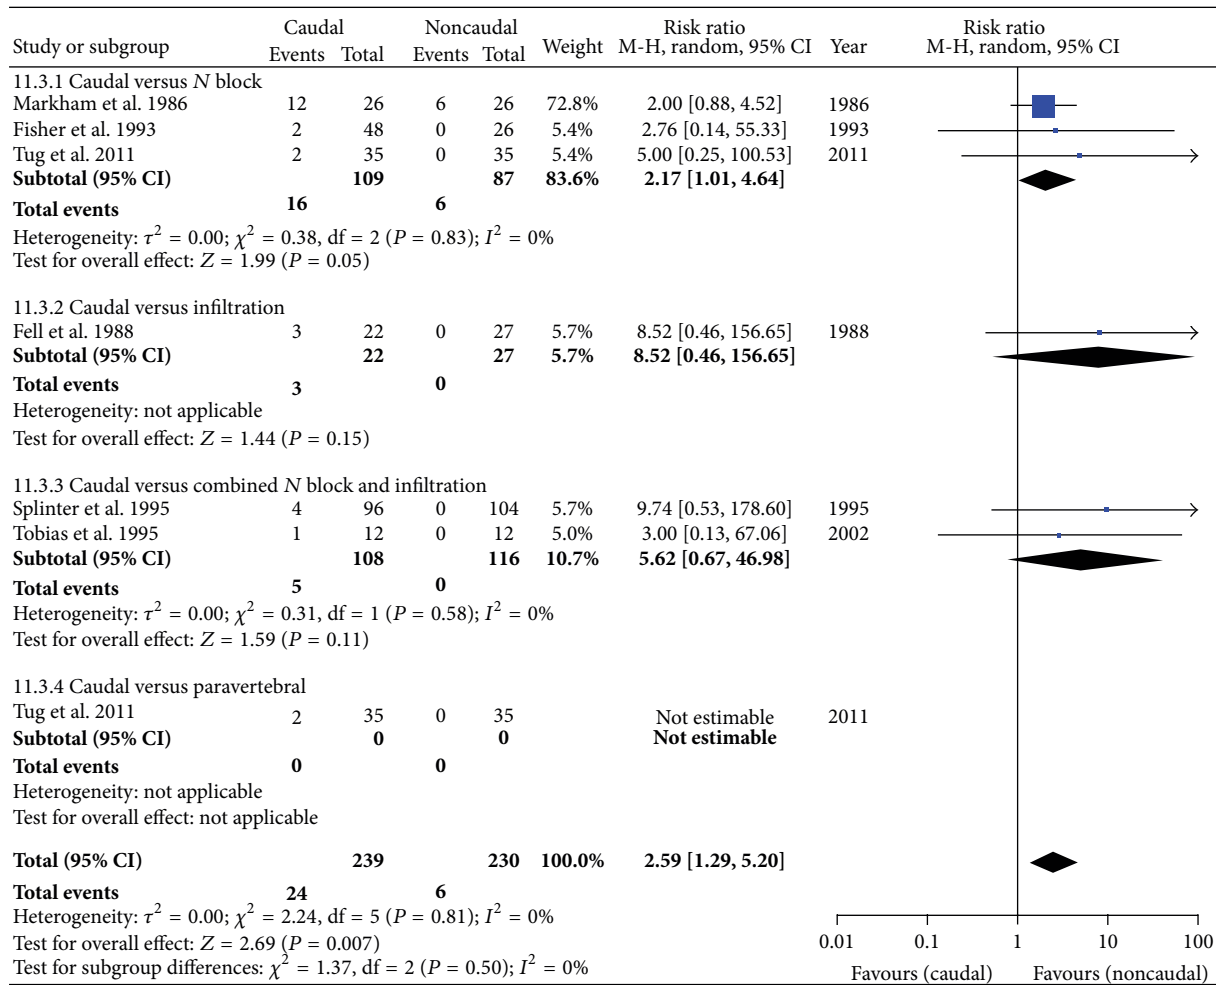 Caudal Noncaudal Risk ratio Risk ratio
Study or subgroup Events Total Events Total Weight M-H, random, 95% CI Year M-H, random, 95% CI
11.3.1 Caudal versus N block
Markham et al. 1986 12 26 6 26 72.8% 2.00 [0.88, 4.52] 1986
Fisher et al. 1993 2 48 0 26 5.4% 2.76 [0.14, 55.33] 1993
Tug et al. 2011 2 35 0 35 5.4% 5.00 [0.25, 100.53] 2011
Subtotal (95% CI) 109 87 83.6% 2.17 [1.01, 4.64]
Total events 16 6
Heterogeneity: τ² = 0.00; χ² = 0.38, df = 2 (P = 0.83); I² = 0%
Test for overall effect: Z = 1.99 (P = 0.05)
11.3.2 Caudal versus infiltration
Fell et al. 1988 3 22 0 27 5.7% 8.52 [0.46, 156.65] 1988
Subtotal (95% CI) 22 27 5.7% 8.52 [0.46, 156.65]
Total events 3 0
Heterogeneity: not applicable
Test for overall effect: Z = 1.44 (P = 0.15)
11.3.3 Caudal versus combined N block and infiltration
Splinter et al. 1995 4 96 0 104 5.7% 9.74 [0.53, 178.60] 1995
Tobias et al. 1995 1 12 0 12 5.0% 3.00 [0.13, 67.06] 2002
Subtotal (95% CI) 108 116 10.7% 5.62 [0.67, 46.98]
Total events 5 0
Heterogeneity: τ² = 0.00; χ² = 0.31, df = 1 (P = 0.58); I² = 0%
Test for overall effect: Z = 1.59 (P = 0.11)
11.3.4 Caudal versus paravertebral
Tug et al. 2011 2 35 0 35 Not estimable 2011
Subtotal (95% CI) 0 0 Not estimable
Total events 0 0
Heterogeneity: not applicable
Test for overall effect: not applicable
Total (95% CI) 239 230 100.0% 2.59 [1.29, 5.20]
Total events 24 6
Heterogeneity: τ² = 0.00; χ² = 2.24, df = 5 (P = 0.81); I² = 0%
Test for overall effect: Z = 2.69 (P = 0.007)
Test for subgroup differences: χ² = 1.37, df = 2 (P = 0.50); I² = 0%
0.01 0.1 1 10 100
Favours (caudal) Favours (noncaudal)